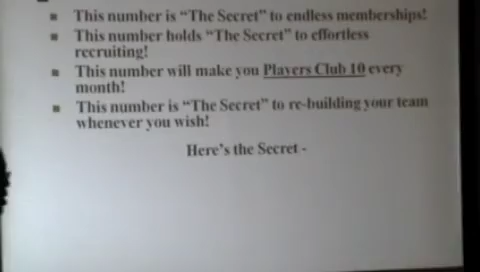 This number is “The Secret” to endless memberships!
This number holds “The Secret” to effortless
recruiting!
This number will make you Players Club 10 every
month!
This number is “The Secret” to re-building your team
whenever you wish!
Here's the Secret -